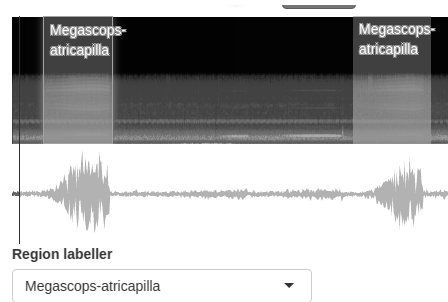 Megascops-
atricapilla
Megascops-
atricapilla
Region labeller
Megascops-atricapilla